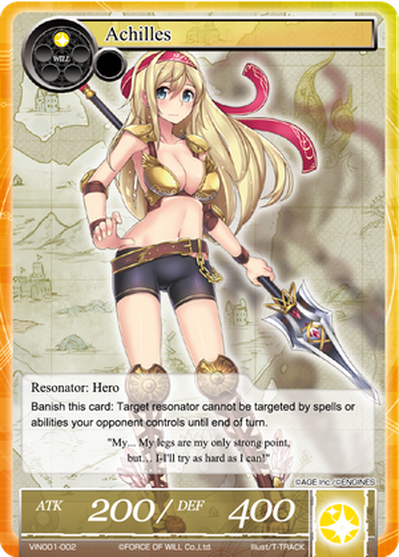 Achilles
WILL
Resonator: Hero
Banish this card: Target resonator cannot be targeted by spells or
abilities your opponent controls until end of turn.
"My... My legs are my only strong point,
but... I-I'll try as hard as I can!"
©AGE Inc./©ENGINES
ATK 200 / DEF 400
VIN001-002 ©FORCE OF WILL Co.,Ltd. Illust/T-TRACK